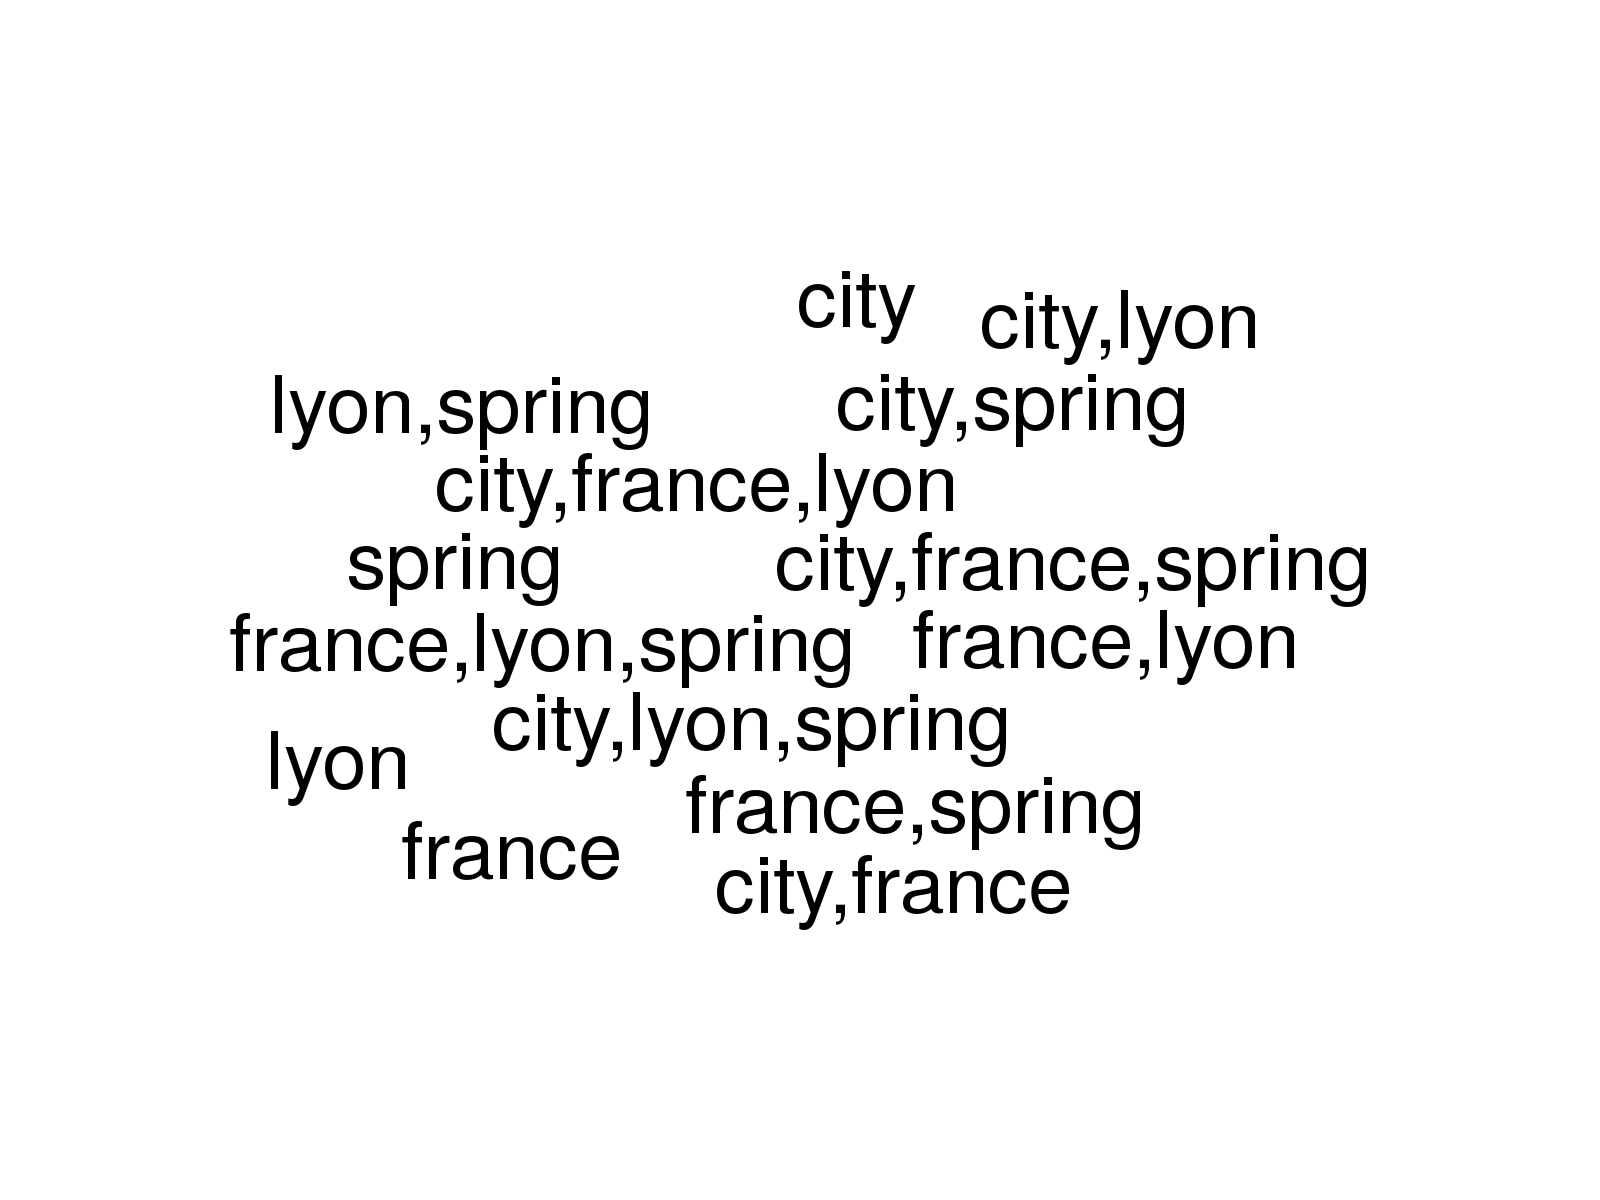 city
city,lyon
lyon,spring
city,spring
city,france,lyon
spring
city,france,spring
france,lyon,spring
france,lyon
city,lyon,spring
lyon
france,spring
france
city,france